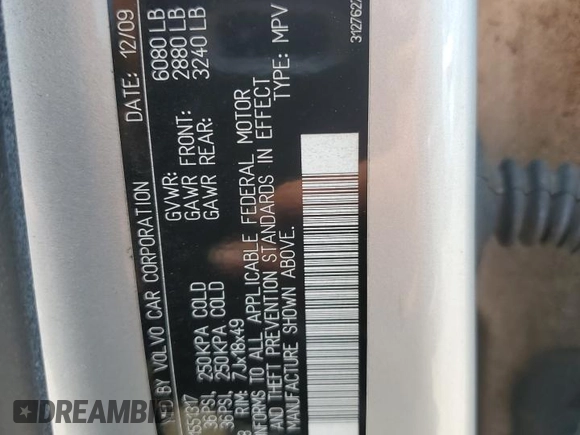 BY VOLVO CAR CORPORATION DATE: 12/09
1551317 GVWR: 6080 LB
36PSI, 250KPA COLD GAWR FRONT: 2880 LB
36PSI, 250KPA COLD GAWR REAR: 3240 LB
RIM: 7Jx18x49
TO ALL APPLICABLE FEDERAL MOTOR
AND THEFT PREVENTION STANDARDS IN EFFECT
MANUFACTURE SHOWN ABOVE. TYPE: MPV
3127622
DREAMBID